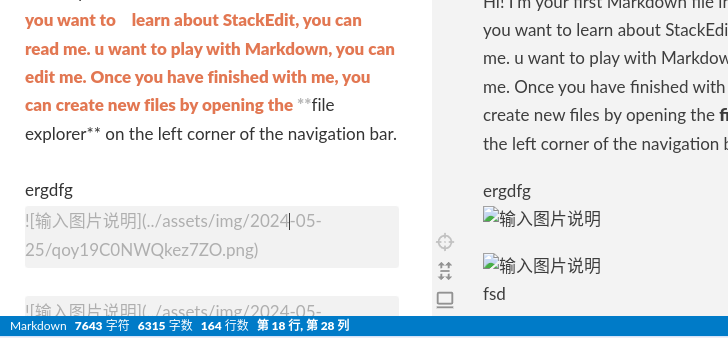 you want to learn about StackEdit, you can
read me. u want to play with Markdown, you can
edit me. Once you have finished with me, you
can create new files by opening the **file
explorer** on the left corner of the navigation bar.
ergdfg
![输入图片说明](../assets/img/2024-05-
25/qoy19C0NWQkez7ZO.png)
![输入图片说明](../assets/img/2024-05-
Hi! I'm your first Markdown file in
you want to learn about StackEdi
me. u want to play with Markdow
me. Once you have finished with
create new files by opening the fi
the left corner of the navigation b
ergdfg
输入图片说明
输入图片说明
fsd
Markdown 7643 字符 6315 字数 164 行数 第 18 行, 第 28 列